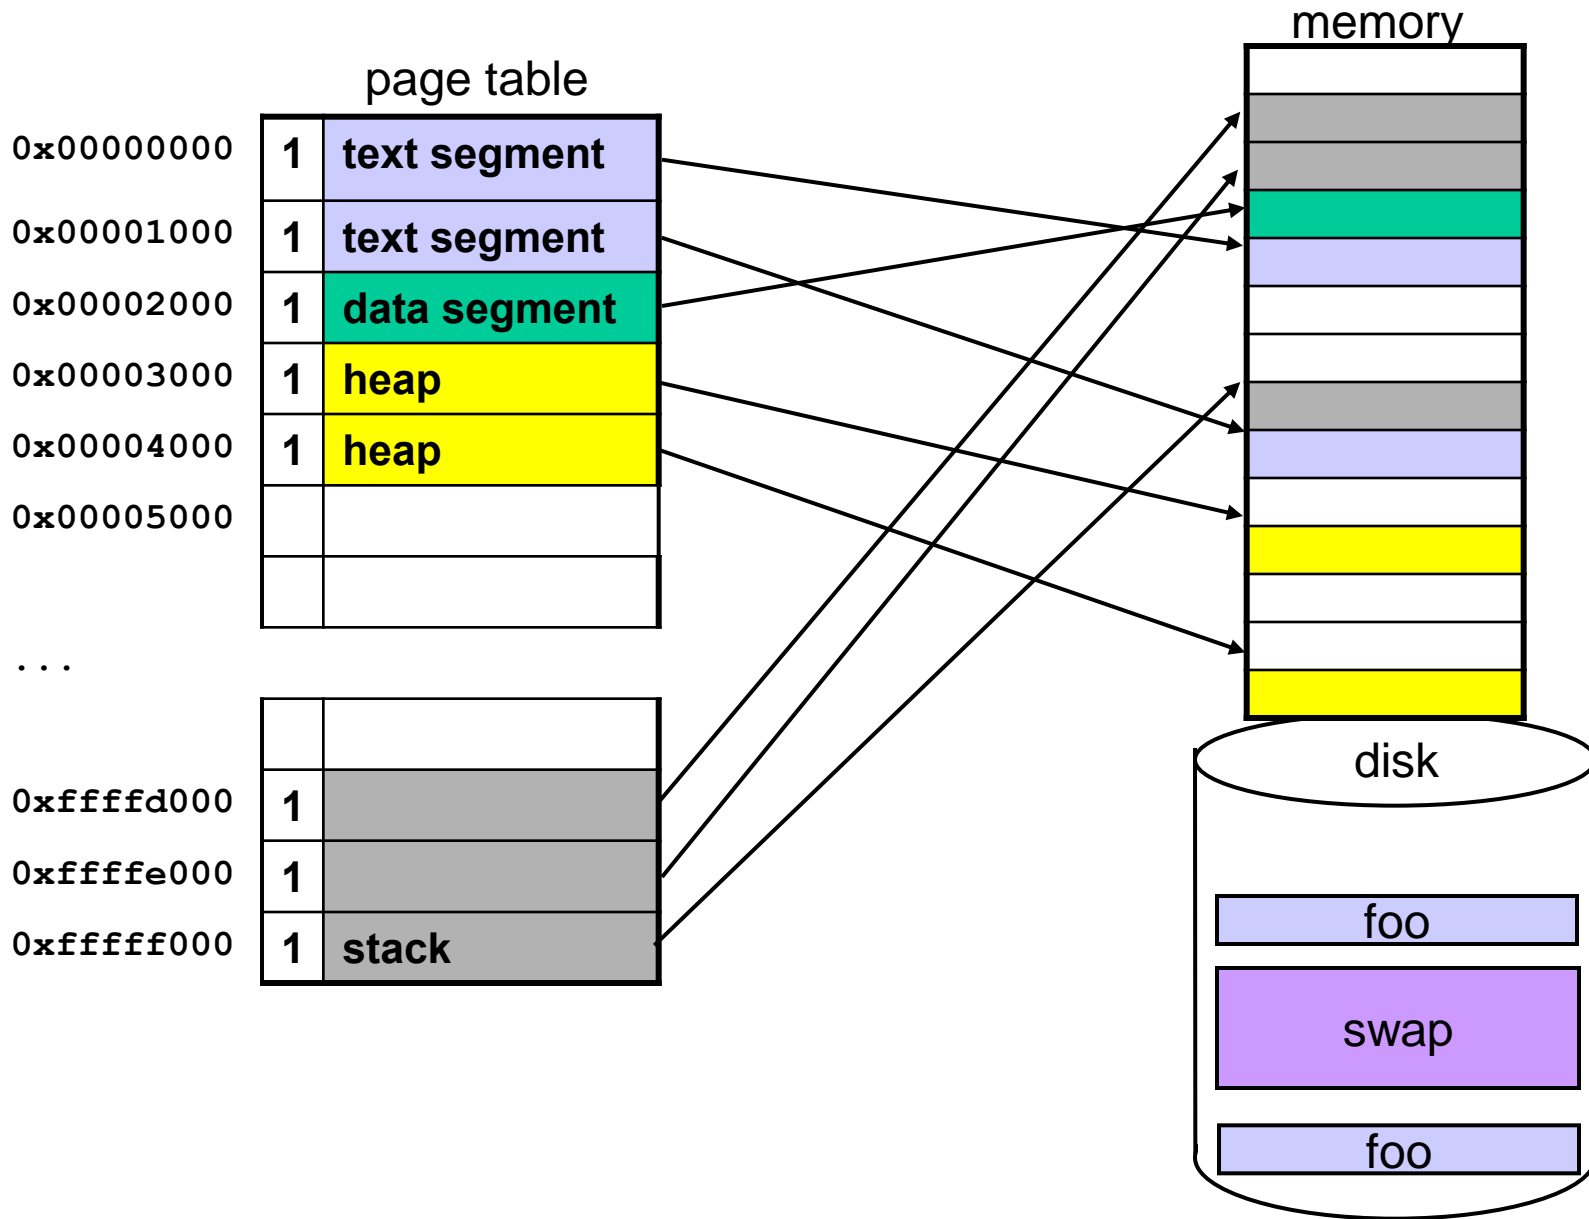 memory
page table
0x00000000 1 text segment
0x00001000 1 text segment
0x00002000 1 data segment
0x00003000 1 heap
0x00004000 1 heap
0x00005000
...
disk
0xffffd000 1
0xffffe000 1
0xfffff000 1 stack
foo
swap
foo